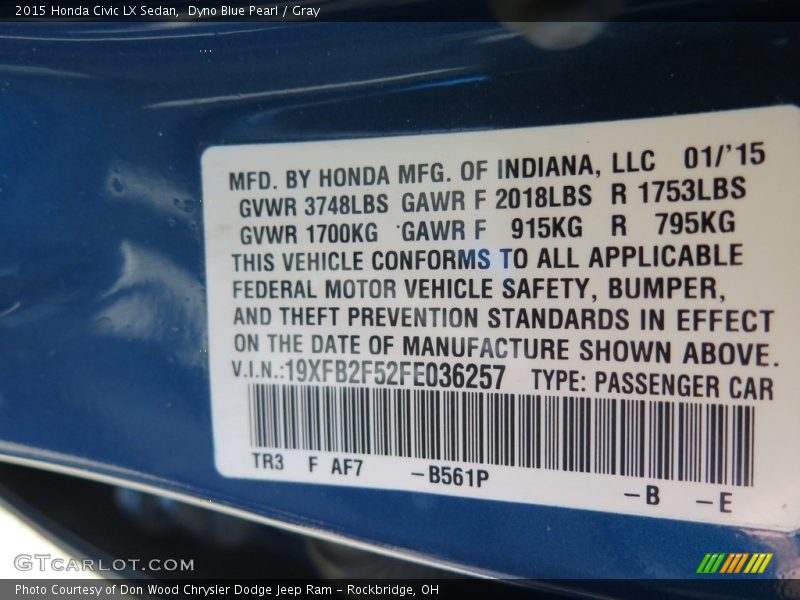 2015 Honda Civic LX Sedan,  Dyno Blue Pearl / Gray
MFD. BY HONDA MFG. OF INDIANA, LLC 01/'15
GVWR 3748LBS GAWR F 2018LBS R 1753LBS
GVWR 1700KG GAWR F 915KG R 795KG
THIS VEHICLE CONFORMS TO ALL APPLICABLE
FEDERAL MOTOR VEHICLE SAFETY, BUMPER,
AND THEFT PREVENTION STANDARDS IN EFFECT
ON THE DATE OF MANUFACTURE SHOWN ABOVE.
V.I.N.:19XFB2F52FE036257 TYPE: PASSENGER CAR
TR3 F AF7 –B561P –B –E
GTCARLOT.COM
Photo Courtesy of Don Wood Chrysler Dodge Jeep Ram – Rockbridge, OH